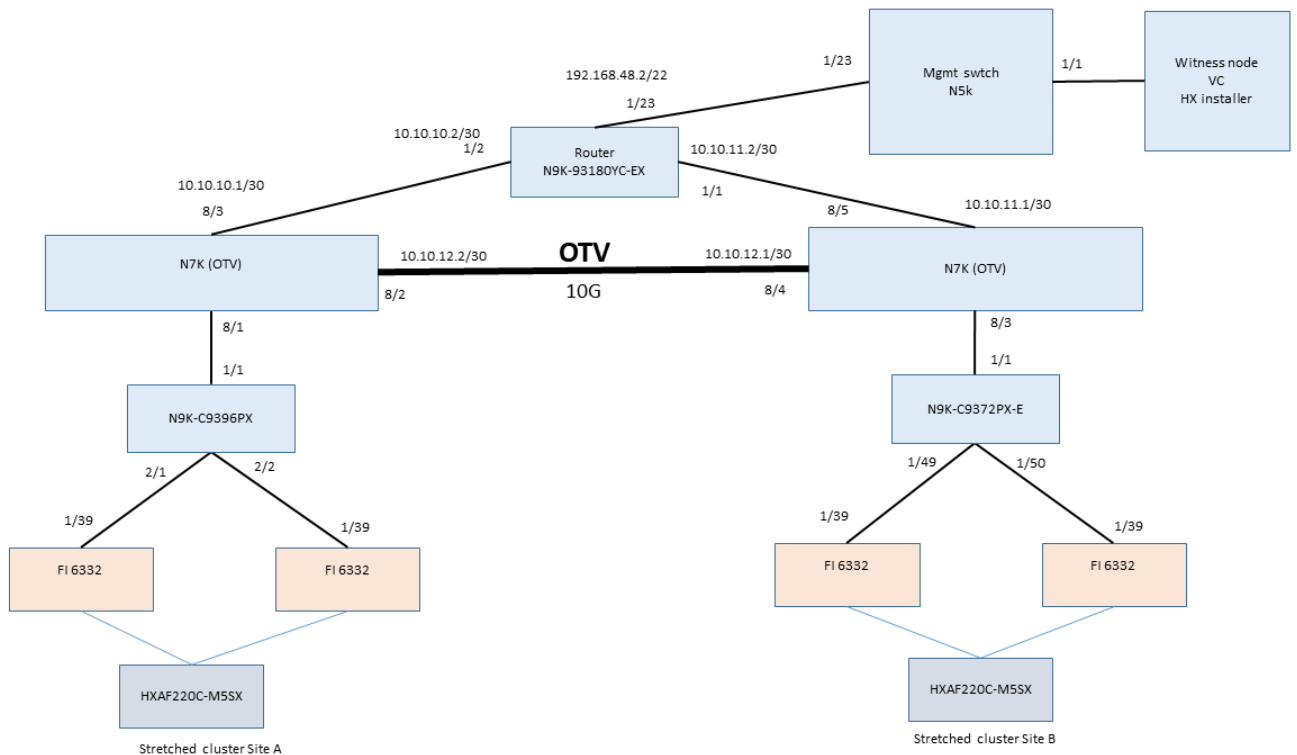 1/23
Mgmt swtch
N5k
1/1
Witness node
VC
HX installer
192.168.48.2/22
1/23
10.10.10.2/30
1/2
Router
N9K-93180YC-EX
10.10.11.2/30
1/1
10.10.10.1/30
8/3
8/5
10.10.11.1/30
N7K (OTV)
10.10.12.2/30
8/2
OTV
10G
10.10.12.1/30
8/4
N7K (OTV)
8/1
1/1
8/3
1/1
N9K-C9396PX
N9K-C9372PX-E
2/1
2/2
1/49
1/50
1/39
1/39
1/39
1/39
FI 6332
FI 6332
FI 6332
FI 6332
HXAF220C-M5SX
HXAF220C-M5SX
Stretched cluster Site A
Stretched cluster Site B